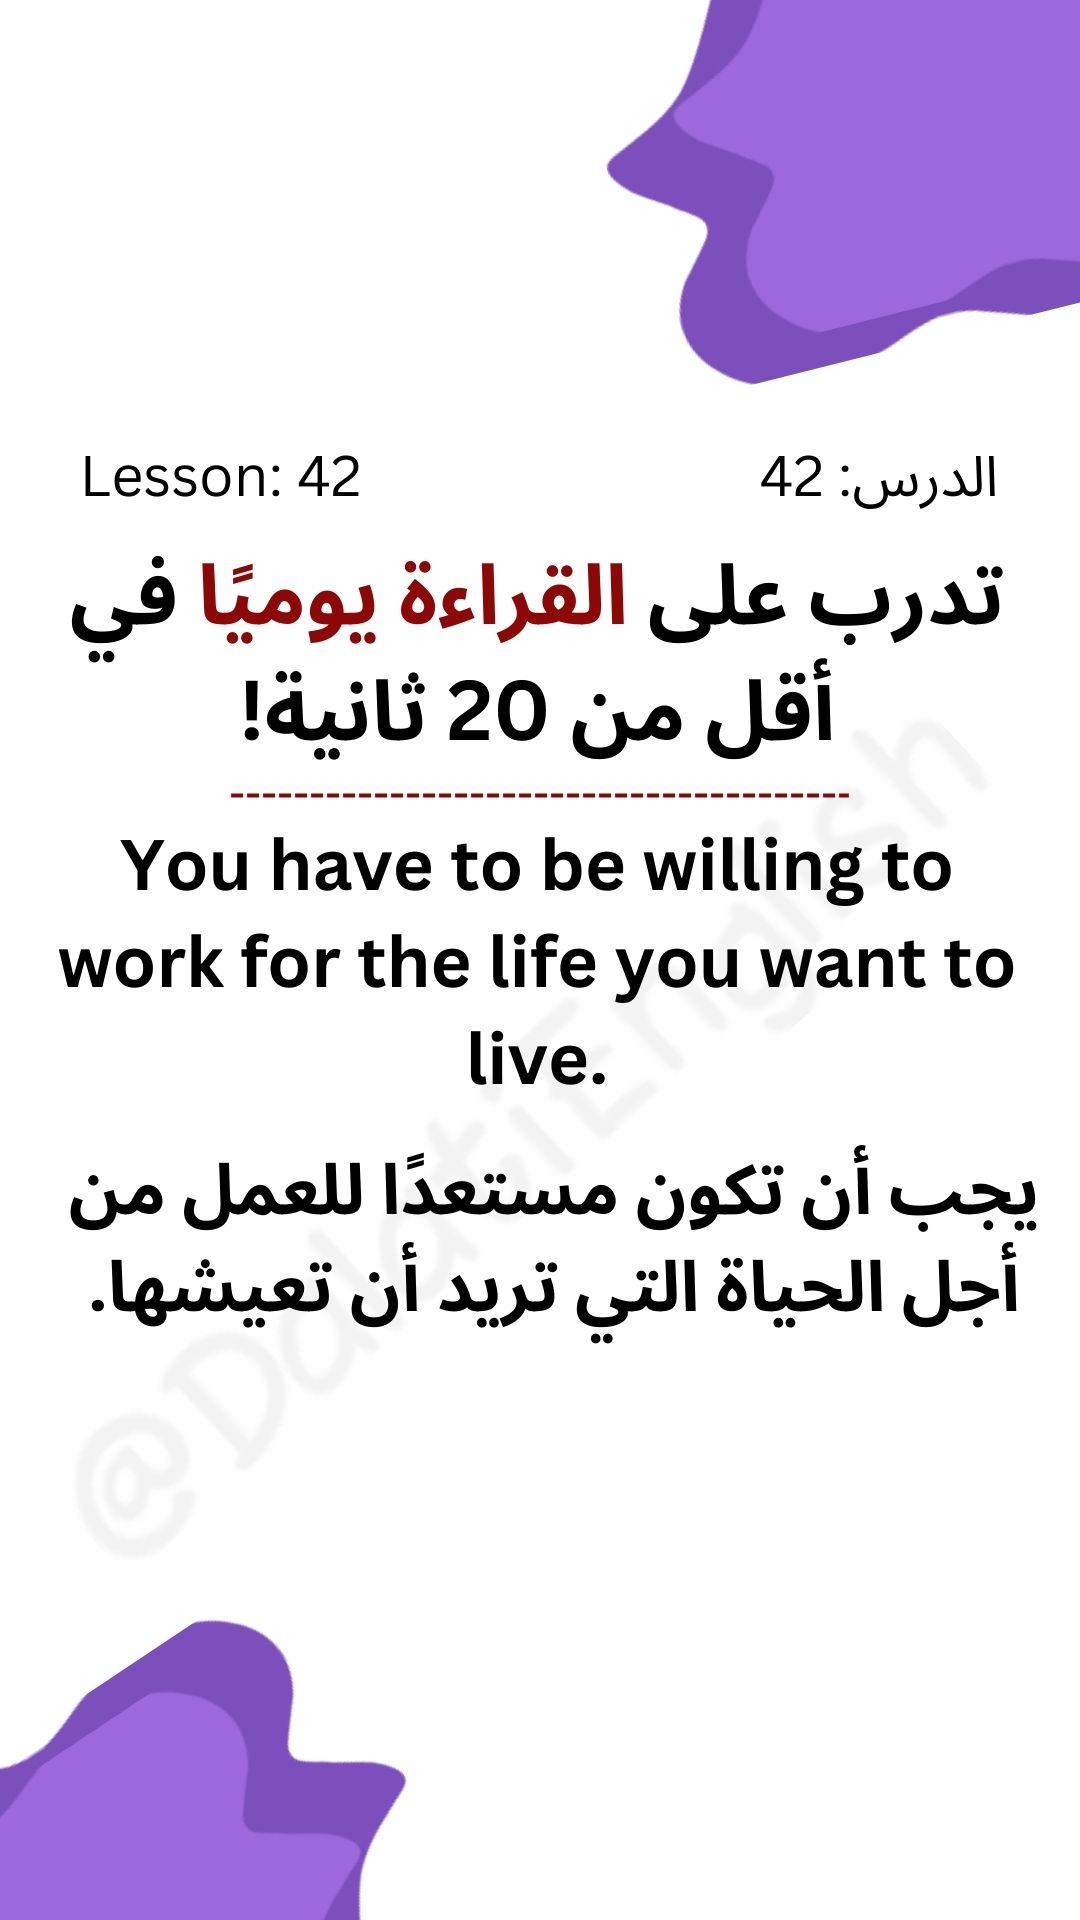 Lesson: 42
الدرس: 42
تدرب على القراءة يوميًا في
أقل من 20 ثانية!
---------------------------------------
You have to be willing to
work for the life you want to
live.
يجب أن تكون مستعدًا للعمل من
أجل الحياة التي تريد أن تعيشها.
@DdatiEnglish